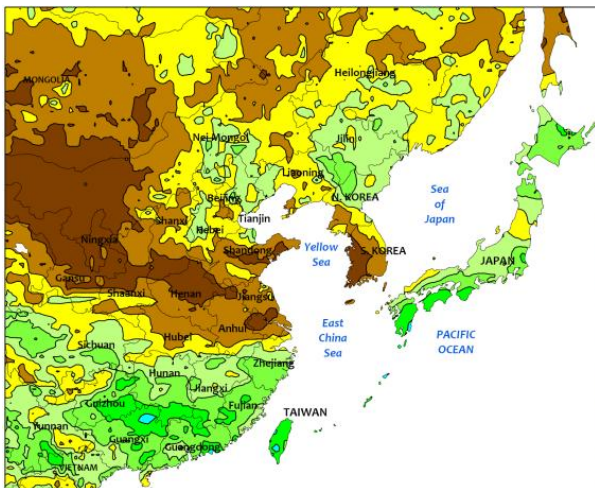 MONGOLIA
Heilongjiang
Nei Mongol
Jilin
Liaoning
Beijing
N. KOREA
Sea
of
Japan
Tianjin
Shanxi
Hebei
Ningxia
Shandong
Yellow
Sea
S. KOREA
JAPAN
Gansu
Shaanxi
Henan
Jiangsu
Anhui
Hubei
East
China
Sea
PACIFIC
OCEAN
Sichuan
Zhejiang
Hunan
Jiangxi
Guizhou
Fujian
TAIWAN
Yunnan
Guangxi
Guangdong
VIETNAM